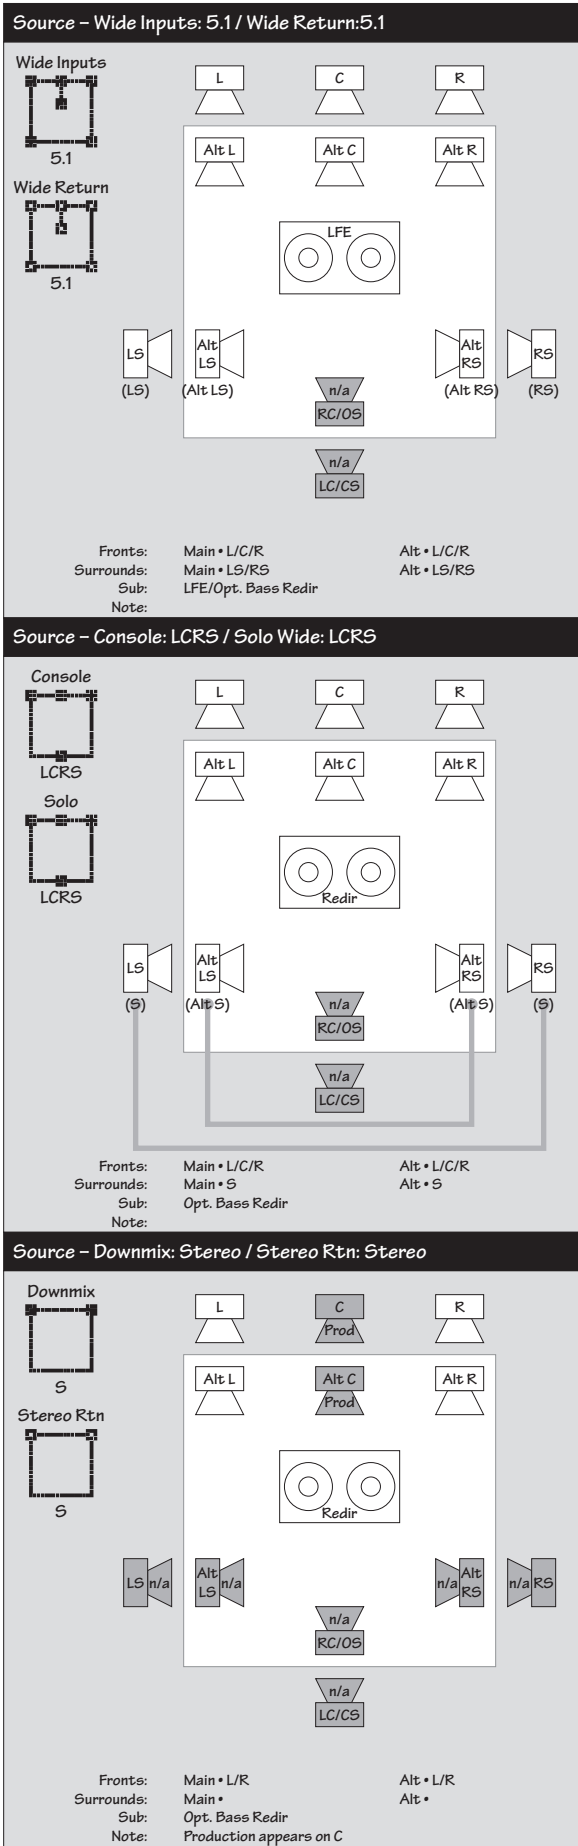 Source – Wide Inputs: 5.1 / Wide Return:5.1
Wide Inputs
5.1
Wide Return
5.1
L C R
Alt L Alt C Alt R
LFE
LS Alt LS Alt RS RS
(LS) (Alt LS) (Alt RS) (RS)
n/a
RC/OS
n/a
LC/CS
Fronts: Main • L/C/R Alt • L/C/R
Surrounds: Main • LS/RS Alt • LS/RS
Sub: LFE/Opt. Bass Redir
Note:
Source – Console: LCRS / Solo Wide: LCRS
Console
LCRS
Solo
LCRS
L C R
Alt L Alt C Alt R
Redir
LS Alt LS Alt RS RS
(S) (Alt S) (Alt S) (S)
n/a
RC/OS
n/a
LC/CS
Fronts: Main • L/C/R Alt • L/C/R
Surrounds: Main • S Alt • S
Sub: Opt. Bass Redir
Note:
Source – Downmix: Stereo / Stereo Rtn: Stereo
Downmix
S
Stereo Rtn
S
L C R
Prod
Alt L Alt C Alt R
Prod
Redir
LS n/a Alt LS n/a n/a Alt RS n/a RS
n/a
RC/OS
n/a
LC/CS
Fronts: Main • L/R Alt • L/R
Surrounds: Main • Alt •
Sub: Opt. Bass Redir
Note: Production appears on C